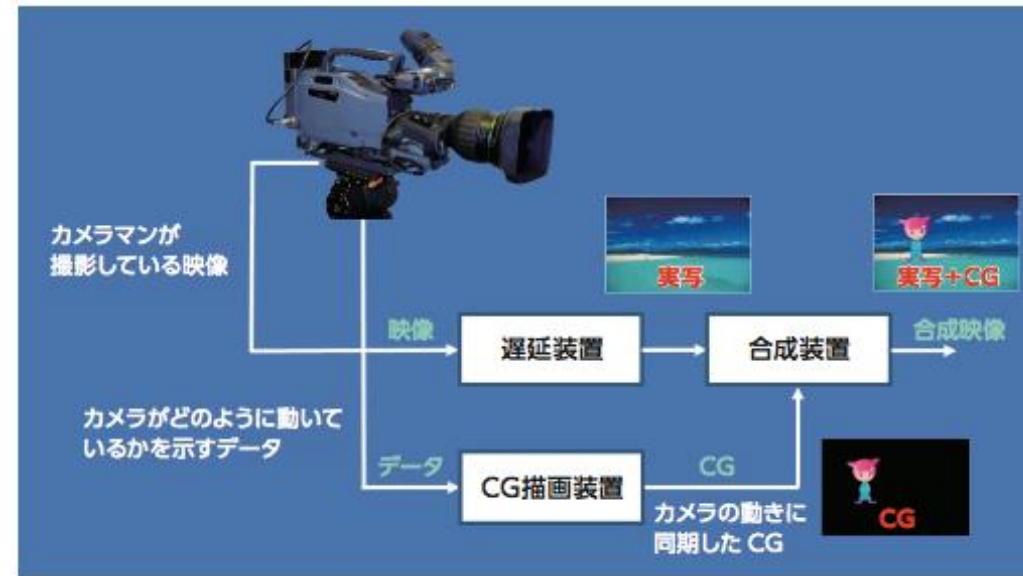 カメラマンが
撮影している映像
実写
実写+CG
映像
遅延装置
合成装置
合成映像
カメラがどのように動いて
いるかを示すデータ
データ
CG描画装置
CG
カメラの動きに
同期した CG
CG